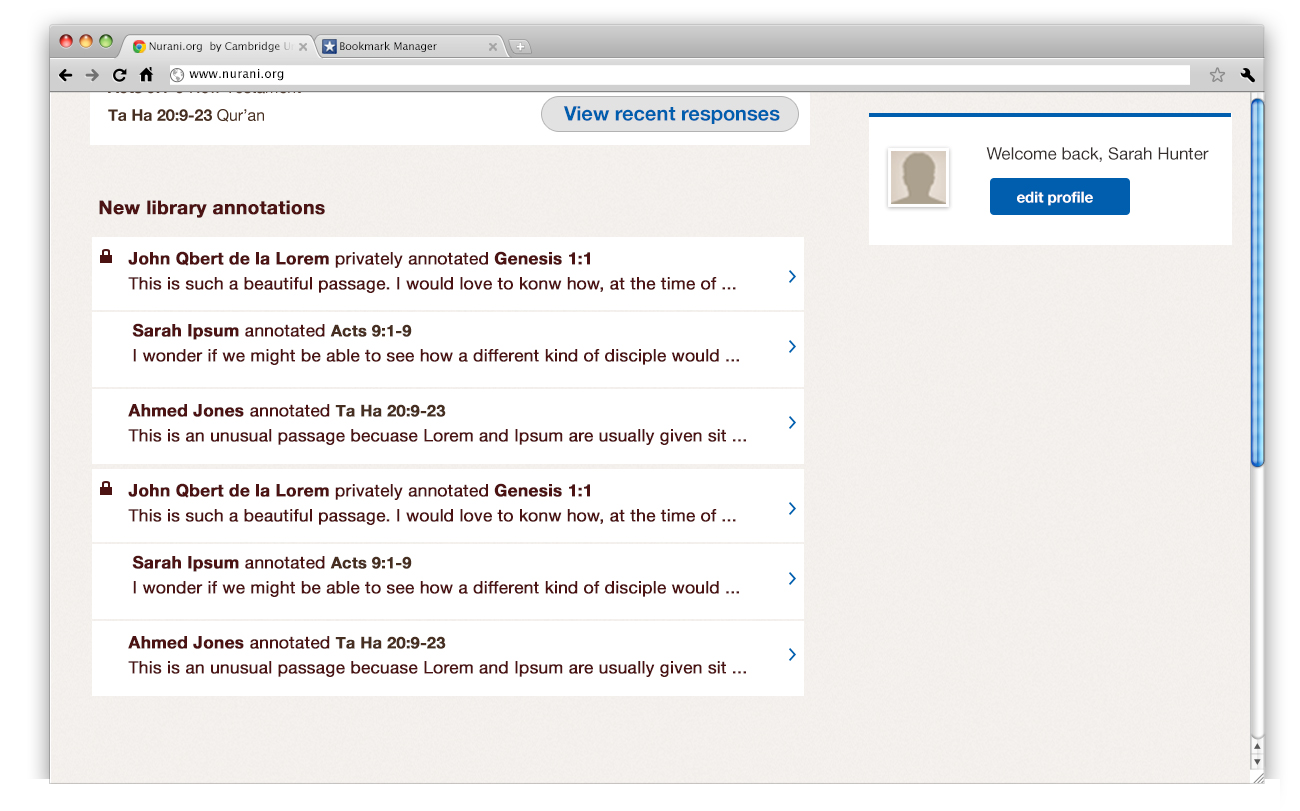 Nurani.org by Cambridge U
Bookmark Manager
www.nurani.org
Ta Ha 20:9-23 Qur’an
View recent responses
Welcome back, Sarah Hunter
edit profile
New library annotations
John Qbert de la Lorem privately annotated Genesis 1:1
This is such a beautiful passage. I would love to konw how, at the time of ...
Sarah Ipsum annotated Acts 9:1-9
I wonder if we might be able to see how a different kind of disciple would ...
Ahmed Jones annotated Ta Ha 20:9-23
This is an unusual passage becuase Lorem and Ipsum are usually given sit ...
John Qbert de la Lorem privately annotated Genesis 1:1
This is such a beautiful passage. I would love to konw how, at the time of ...
Sarah Ipsum annotated Acts 9:1-9
I wonder if we might be able to see how a different kind of disciple would ...
Ahmed Jones annotated Ta Ha 20:9-23
This is an unusual passage becuase Lorem and Ipsum are usually given sit ...